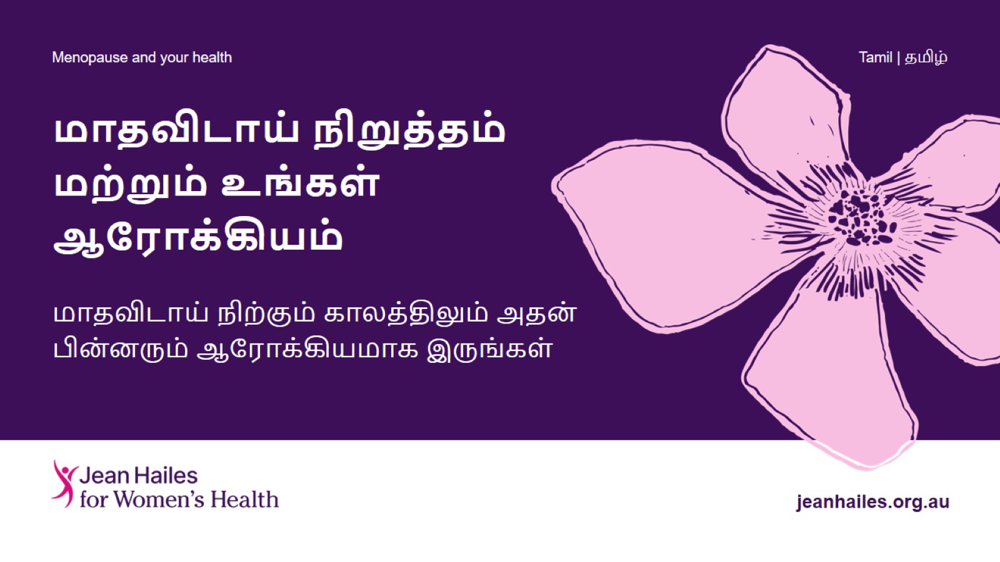 Menopause and your health
Tamil | தமிழ்
மாதவிடாய் நிறுத்தம்
மற்றும் உங்கள்
ஆரோக்கியம்
மாதவிடாய் நிற்கும் காலத்திலும் அதன்
பின்னரும் ஆரோக்கியமாக இருங்கள்
Jean Hailes
for Women's Health
jeanhailes.org.au